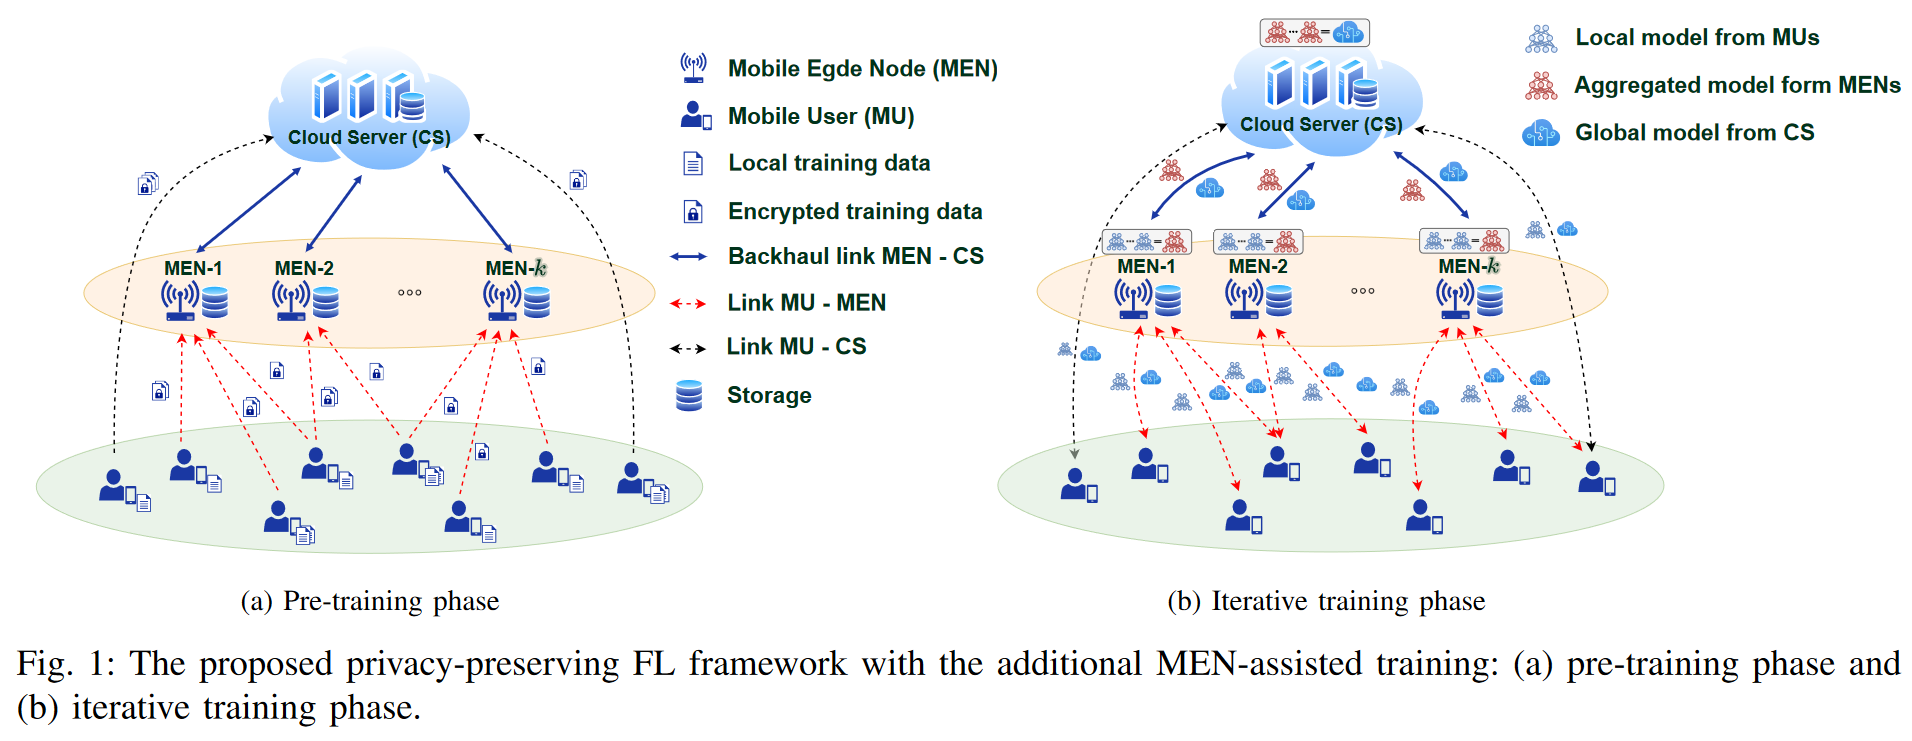 Cloud Server (CS)
MEN-1
MEN-2
MEN-k
Mobile Egde Node (MEN)
Mobile User (MU)
Local training data
Encrypted training data
Backhaul link MEN - CS
Link MU - MEN
Link MU - CS
Storage
(a) Pre-training phase
Cloud Server (CS)
MEN-1
MEN-2
MEN-k
Local model from MUs
Aggregated model form MENs
Global model from CS
(b) Iterative training phase
Fig. 1: The proposed privacy-preserving FL framework with the additional MEN-assisted training: (a) pre-training phase and
(b) iterative training phase.